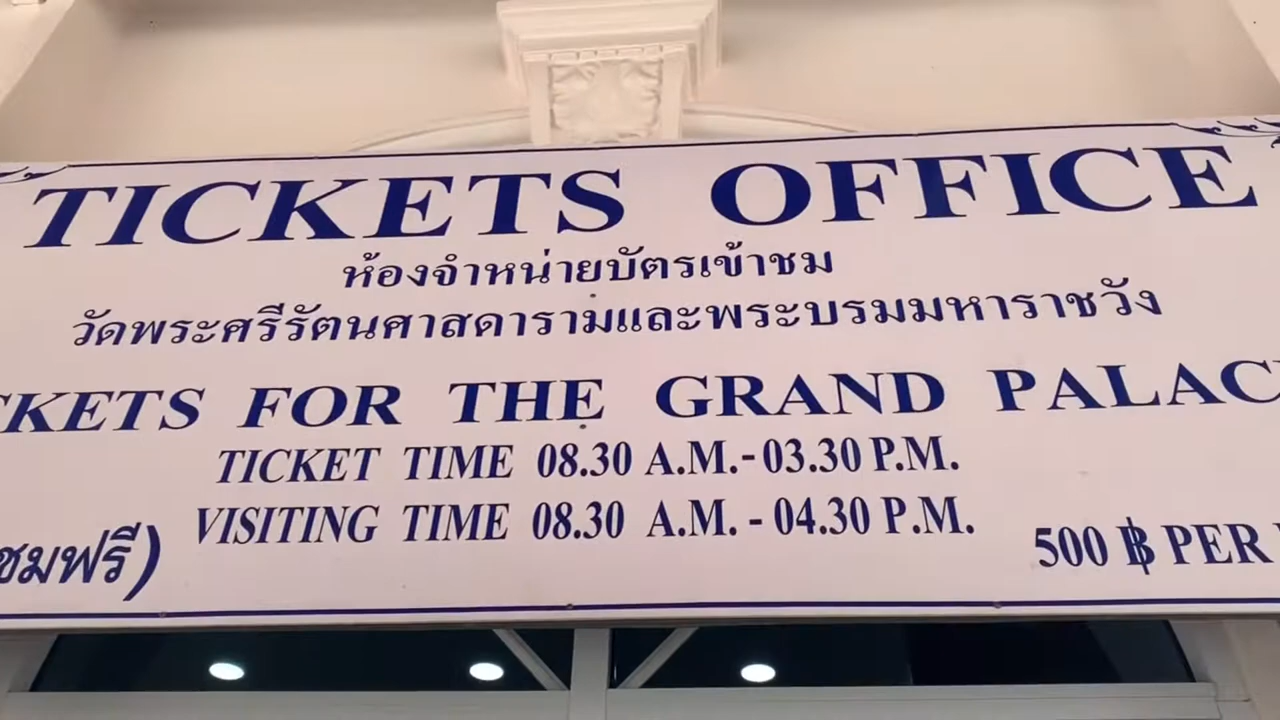 TICKETS OFFICE
ห้องจำหน่ายบัตรเข้าชม
วัดพระศรีรัตนศาสดารามและพระบรมมหาราชวัง
CKETS FOR THE GRAND PALAC
TICKET TIME 08.30 A.M.-03.30 P.M.
VISITING TIME 08.30 A.M. - 04.30 P.M.
ชมฟรี)
500 ฿ PER